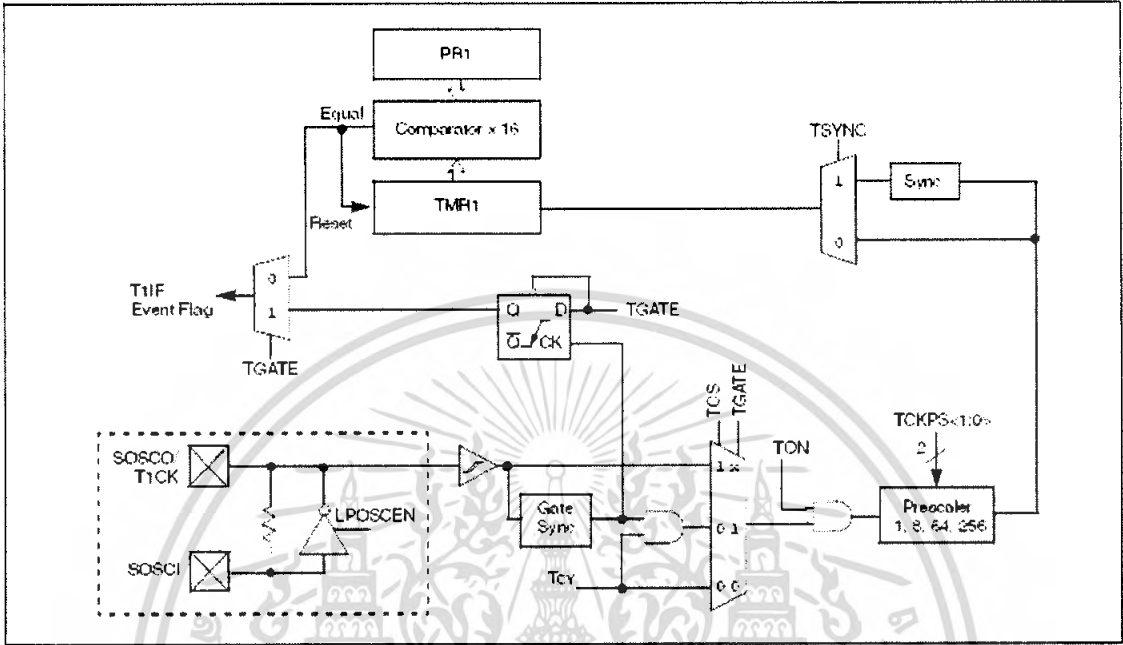 PR1
Equal
Comparator x 16
TSYNC
1
Sync
Reset
TMR1
0
0
T1IF
Event Flag
1
Q D
TGATE
Q CK
TGATE
TCS
TGATE
TCKPS<1:0>
SOSCO/
T1CK
TON
2
1 x
LPOSCEN
Gate
Sync
Prescaler
1, 8, 64, 256
0 1
SOSCI
TCY
0 0